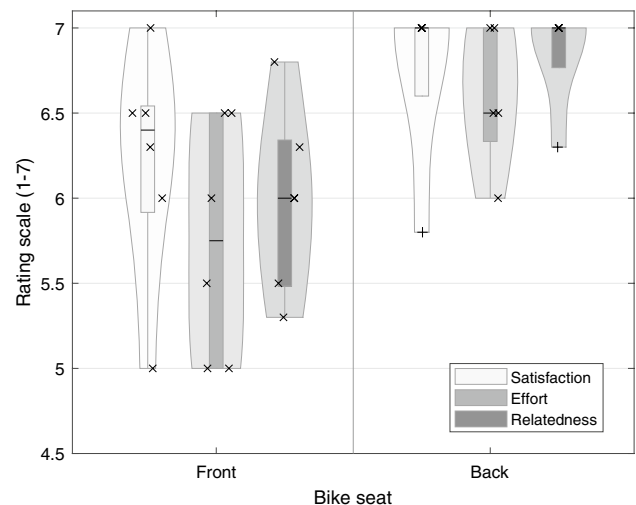 7
6.5
6
5.5
5
4.5
Rating scale (1-7)
Front
Back
Bike seat
Satisfaction
Effort
Relatedness